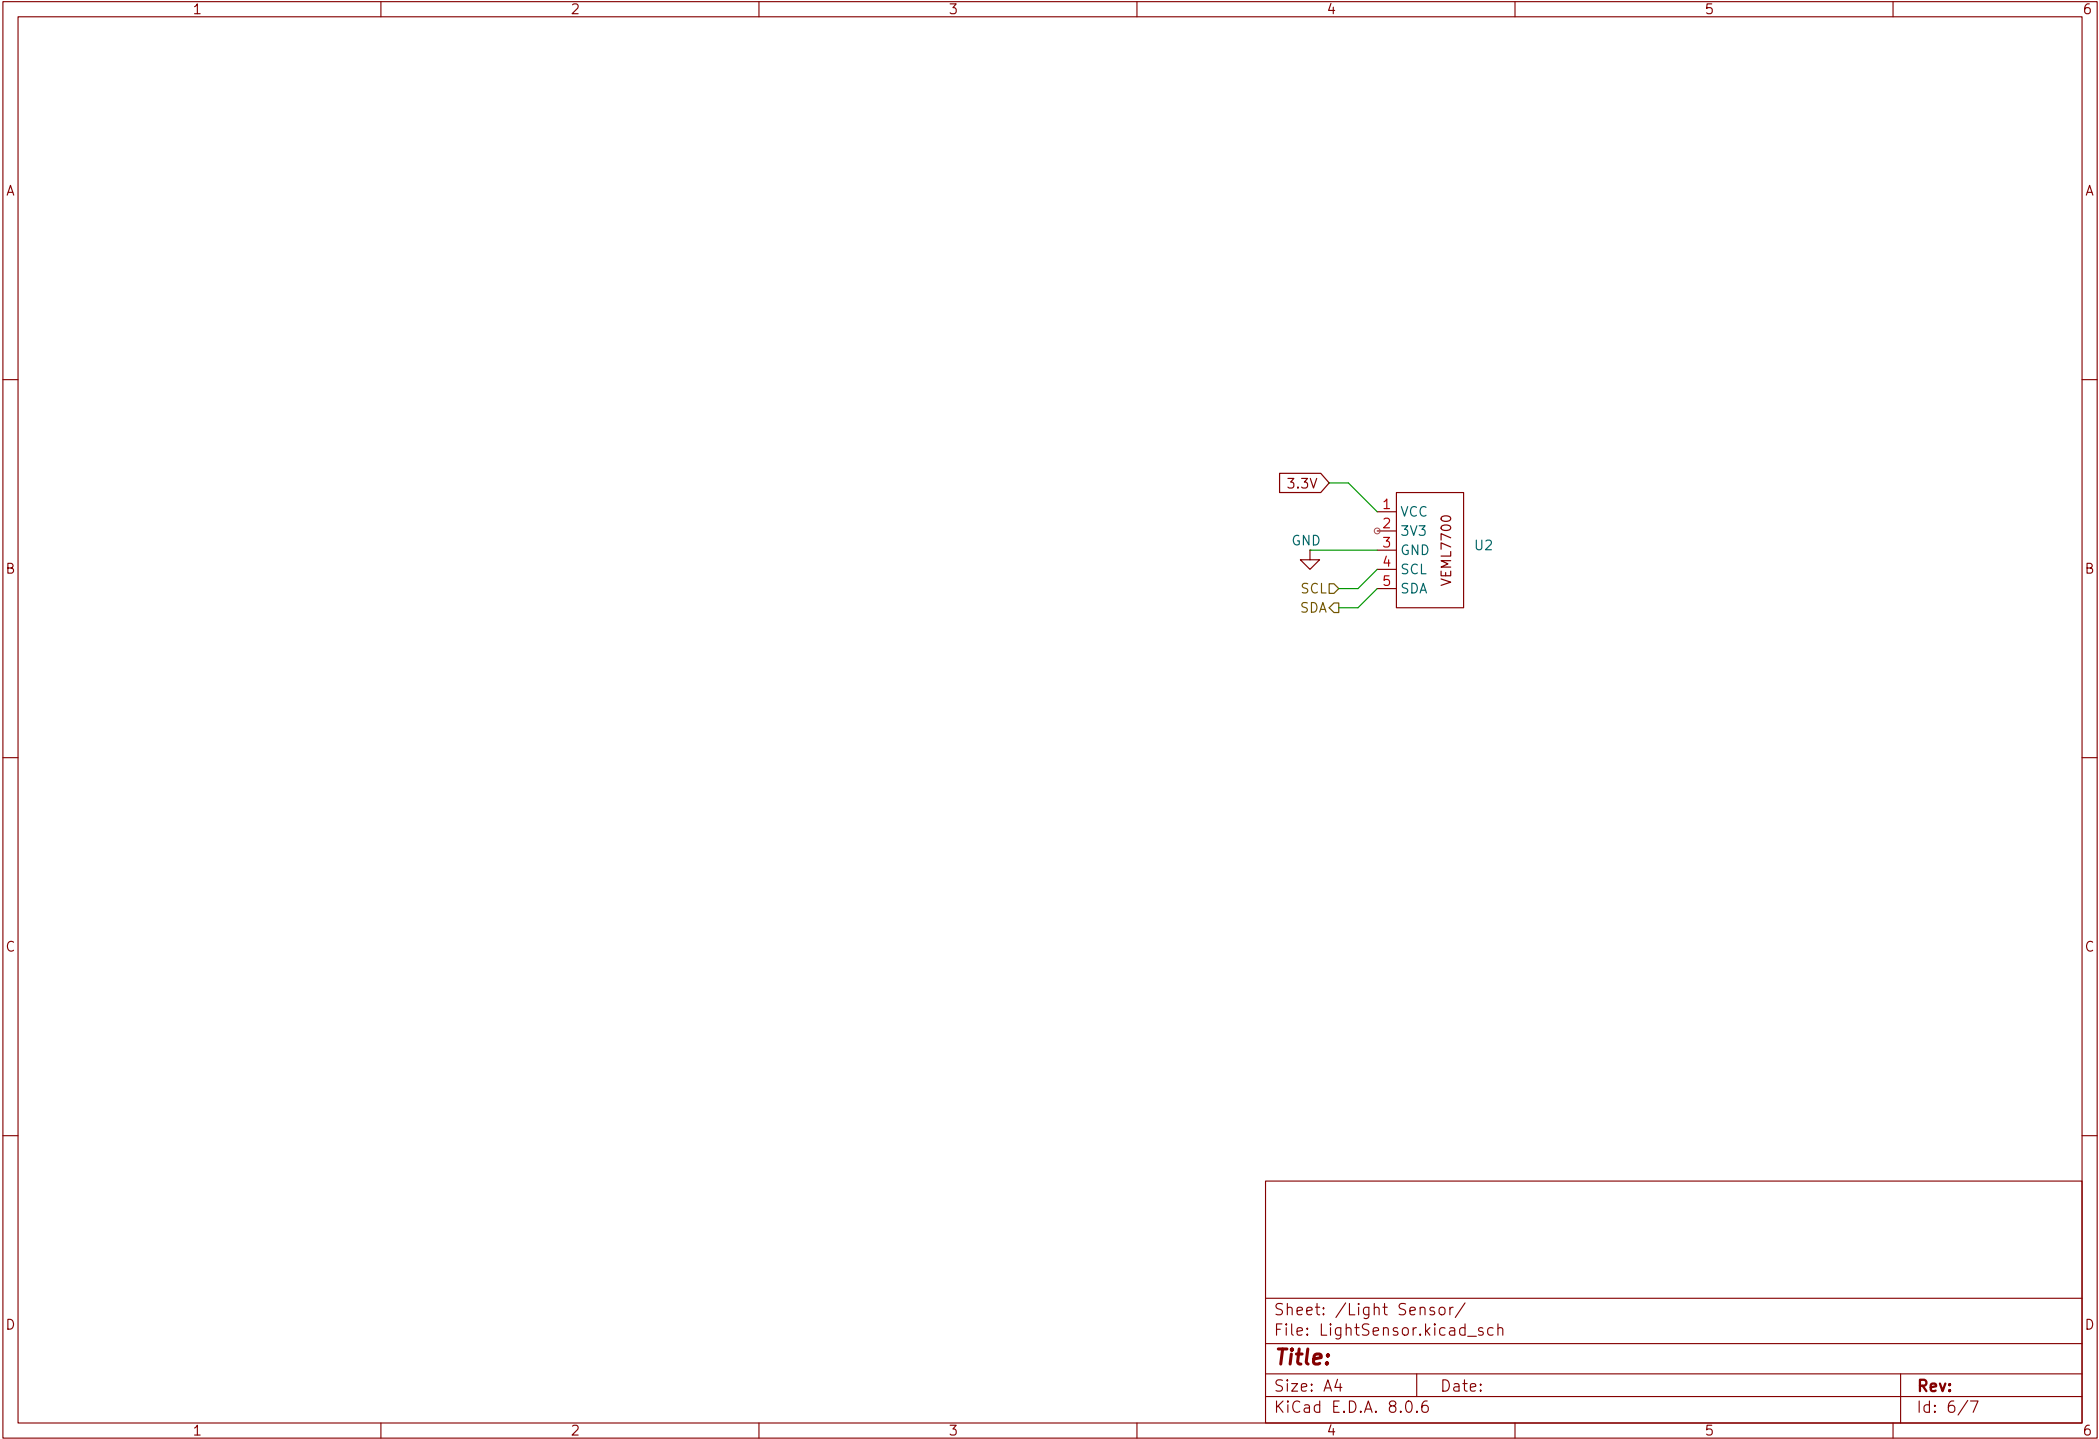 1 2 3 4 5 6
A A
3.3V
1 VCC
2 3V3
GND 3 GND
4 SCL
SCL 5 SDA
SDA
VEML7700
U2
B B
C C
Sheet: /Light Sensor/
File: LightSensor.kicad_sch
D D
Title:
Size: A4 Date: Rev:
KiCad E.D.A. 8.0.6 Id: 6/7
1 2 3 4 5 6